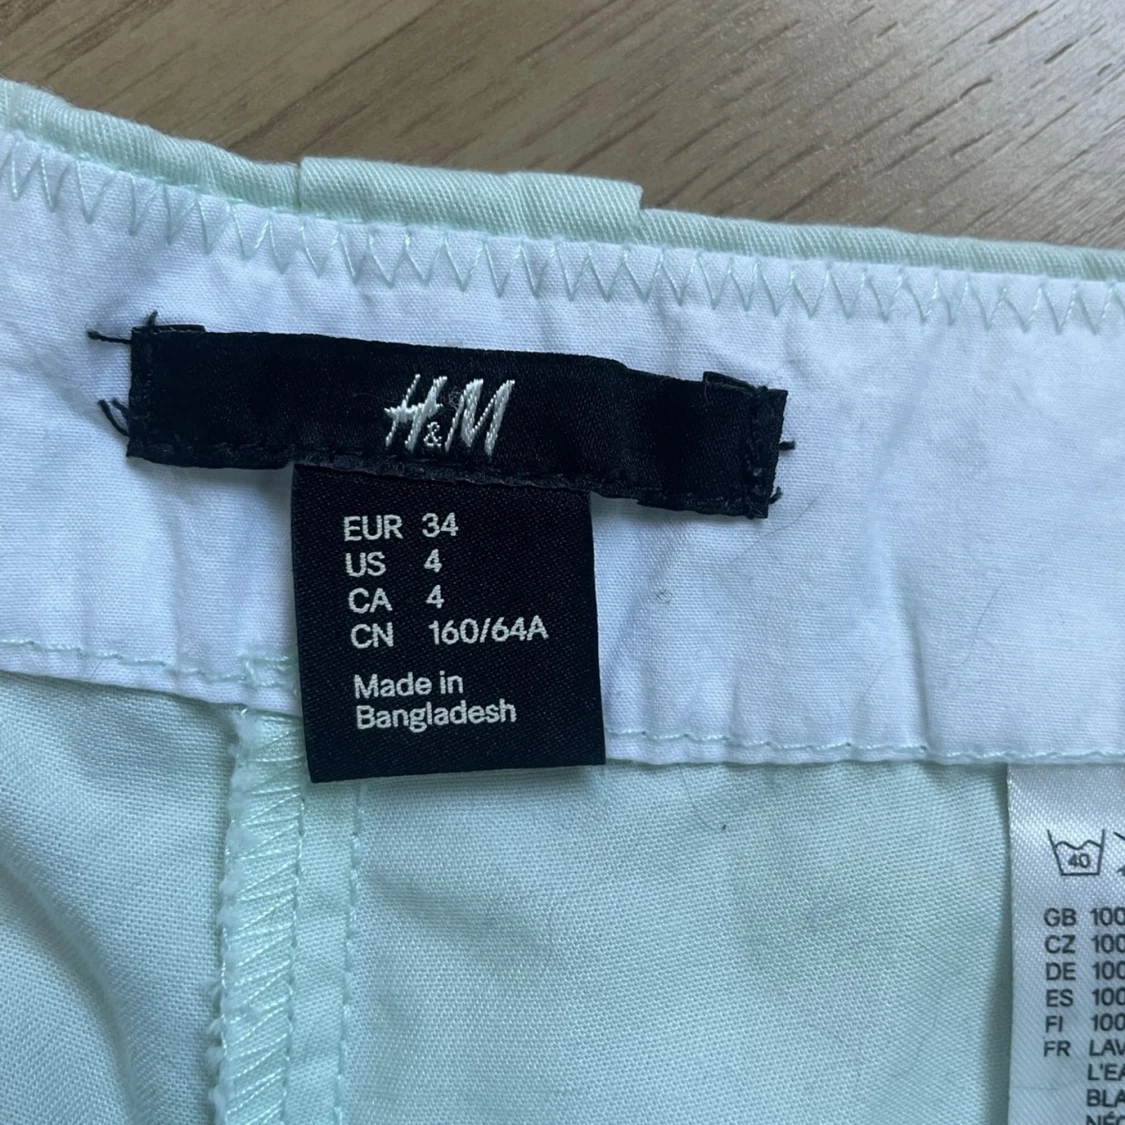 H&M
EUR 34
US 4
CA 4
CN 160/64A
Made in
Bangladesh
40
GB 100
CZ 100
DE 100
ES 100
FI 100
FR LAV
L'EA
BLA